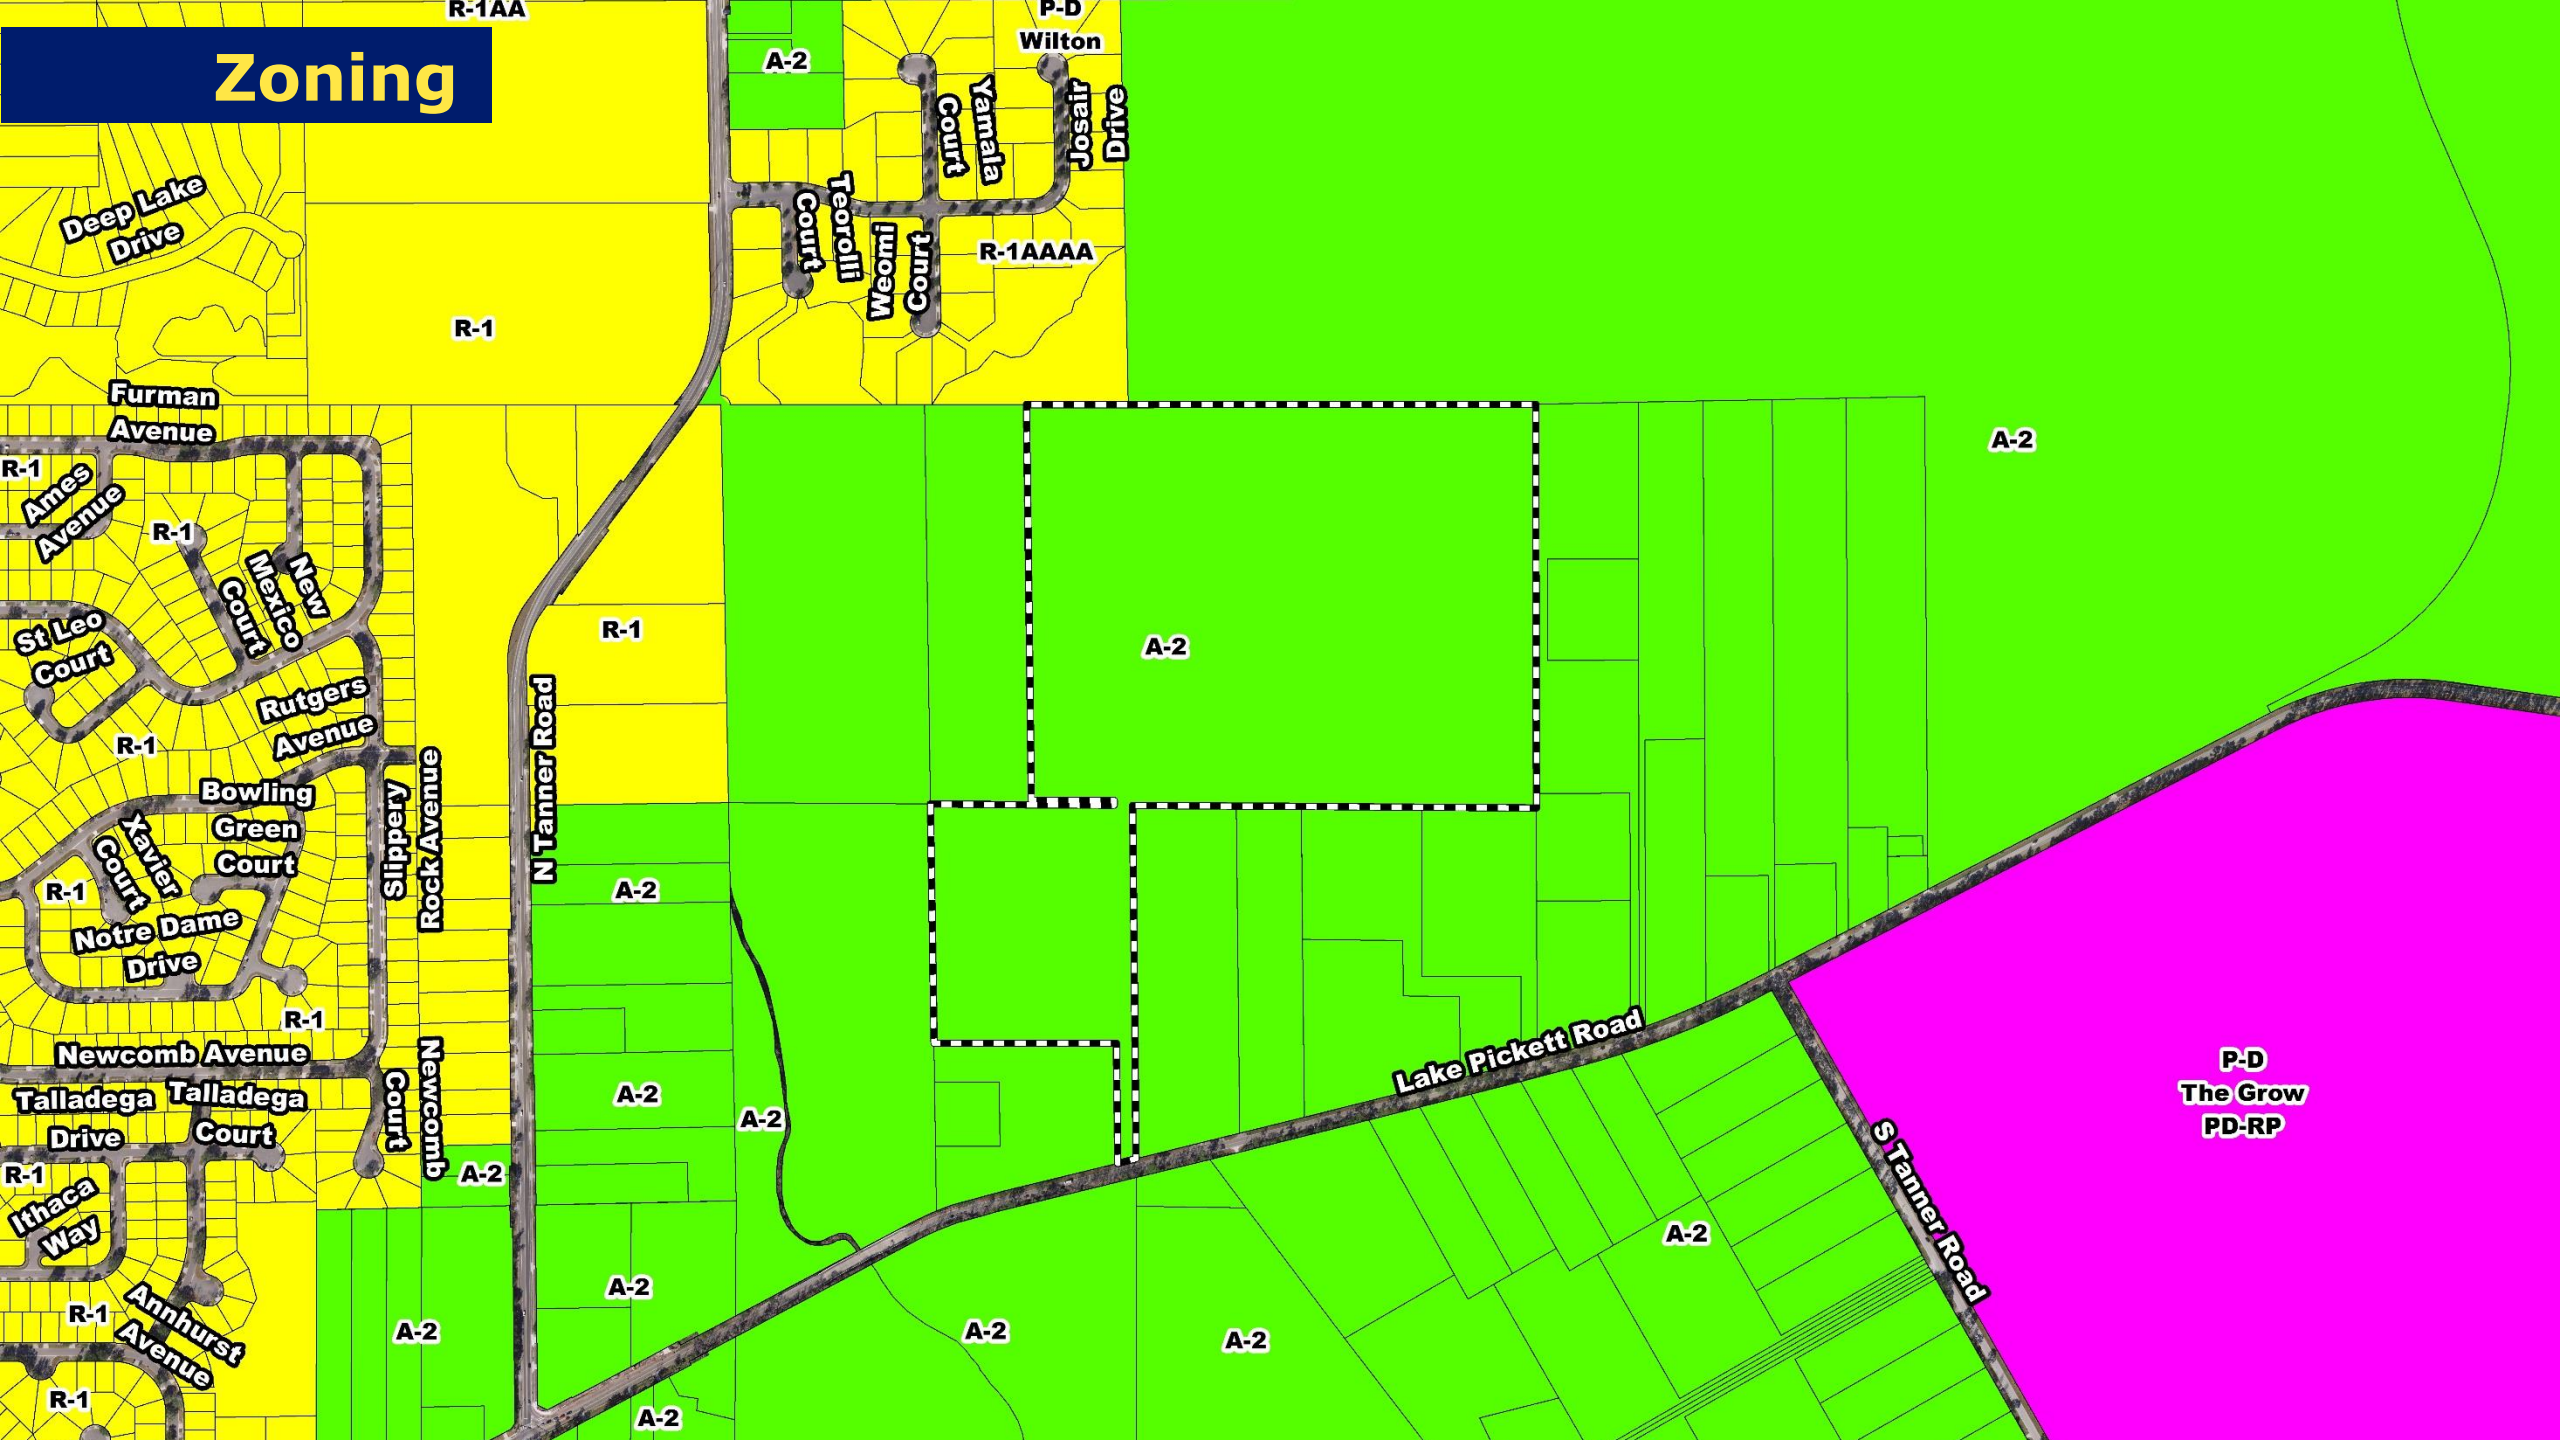 R-1AA
P-D
Wilton
Zoning
A-2
Yamala
Court
Josair
Drive
Deep Lake
Drive
Teorolli
Court
Weomi
Court
R-1AAAA
R-1
Furman
Avenue
A-2
R-1
Ames
Avenue
R-1
New
Mexico
Court
St Leo
Court
R-1
A-2
Rutgers
Avenue
R-1
N Tanner Road
Bowling
Green
Court
Slippery
Rock Avenue
Xavier
Court
R-1
A-2
Notre Dame
Drive
R-1
Lake Pickett Road
Newcomb Avenue
Newcomb
Court
P-D
The Grow
PD-RP
Talladega
Drive
Talladega
Court
A-2
A-2
R-1
A-2
S Tanner Road
Ithaca
Way
A-2
A-2
R-1
Annhurst
Avenue
A-2
A-2
A-2
R-1
A-2